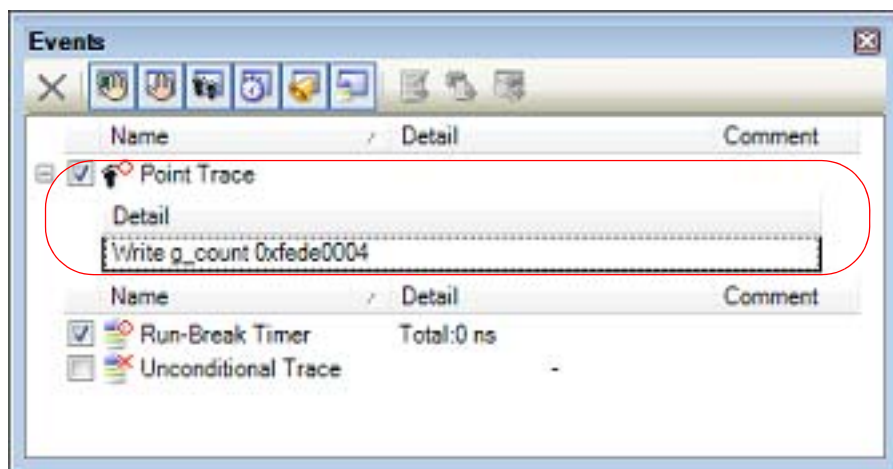 Events
Name Detail Comment
Point Trace
Detail
Write g_count 0xfede0004
Name Detail Comment
Run-Break Timer Total:0 ns
Unconditional Trace -